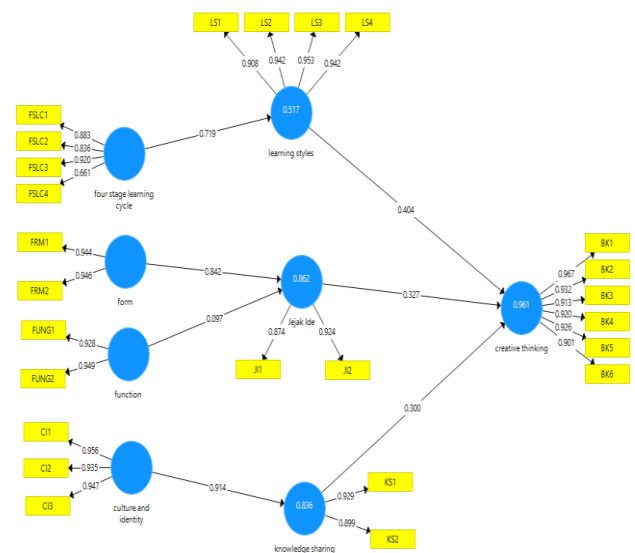 LS1
LS2
LS3
LS4
0.908
0.942
0.953
0.942
0.517
learning styles
FSLC1
FSLC2
FSLC3
FSLC4
0.883
0.836
0.920
0.661
four stage learning
cycle
0.719
0.404
FRM1
FRM2
0.944
0.946
form
0.842
FUNG1
FUNG2
0.928
0.949
function
0.097
0.862
Jejak Ide
0.874
0.924
JI1
JI2
0.327
0.961
creative thinking
BK1
BK2
BK3
BK4
BK5
BK6
0.967
0.932
0.913
0.920
0.926
0.901
0.300
CI1
CI2
CI3
0.956
0.935
0.947
culture and
identity
0.914
0.836
knowledge sharing
KS1
KS2
0.929
0.899